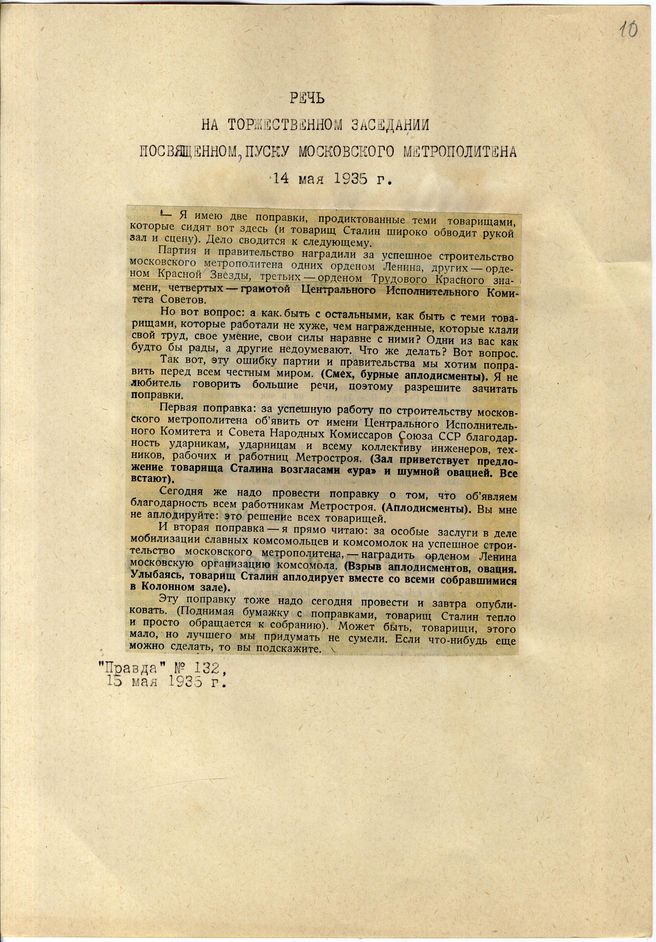 10
РЕЧЬ
НА ТОРЖЕСТВЕННОМ ЗАСЕДАНИИ
ПОСВЯЩЕННОМ, ПУСКУ МОСКОВСКОГО МЕТРОПОЛИТЕНА
14 мая 1935 г.
— Я имею две поправки, продиктованные теми товарищами,
которые сидят вот здесь (и товарищ Сталин широко обводит рукой
зал и сцену). Дело сводится к следующему.
Партия и правительство наградили за успешное строительство
московского метрополитена одних орденом Ленина, других — орде-
ном Красной Звезды, третьих — орденом Трудового Красного зна-
мени, четвертых — грамотой Центрального Исполнительного Коми-
тета Советов.
Но вот вопрос: а как быть с остальными, как быть с теми това-
рищами, которые работали не хуже, чем награжденные, которые клали
свой труд, свое умение, свои силы наравне с ними? Одни из вас как
будто бы рады, а другие недоумевают. Что же делать? Вот вопрос.
Так вот, эту ошибку партии и правительства мы хотим попра-
вить перед всем честным миром. (Смех, бурные аплодисменты). Я не
любитель говорить большие речи, поэтому разрешите зачитать
поправки.
Первая поправка: за успешную работу по строительству москов-
ского метрополитена об'явить от имени Центрального Исполнитель-
ного Комитета и Совета Народных Комиссаров Союза ССР благодар-
ность ударникам, ударницам и всему коллективу инженеров, тех-
ников, рабочих и работниц Метростроя. (Зал приветствует предло-
жение товарища Сталина возгласами «ура» и шумной овацией. Все
встают).
Сегодня же надо провести поправку о том, что об'являем
благодарность всем работникам Метростроя. (Аплодисменты). Вы мне
не аплодируйте: это решение всех товарищей.
И вторая поправка — я прямо читаю: за особые заслуги в деле
мобилизации славных комсомольцев и комсомолок на успешное строи-
тельство московского метрополитена, — наградить орденом Ленина
московскую организацию комсомола. (Взрыв аплодисментов, овация.
Улыбаясь, товарищ Сталин аплодирует вместе со всеми собравшимися
в Колонном зале).
Эту поправку тоже надо сегодня провести и завтра опубли-
ковать. (Поднимая бумажку с поправками, товарищ Сталин тепло
и просто обращается к собранию). Может быть, товарищи, этого
мало, но лучшего мы придумать не сумели. Если что-нибудь еще
можно сделать, то вы подскажите.
"Правда" № 132,
15 мая 1935 г.